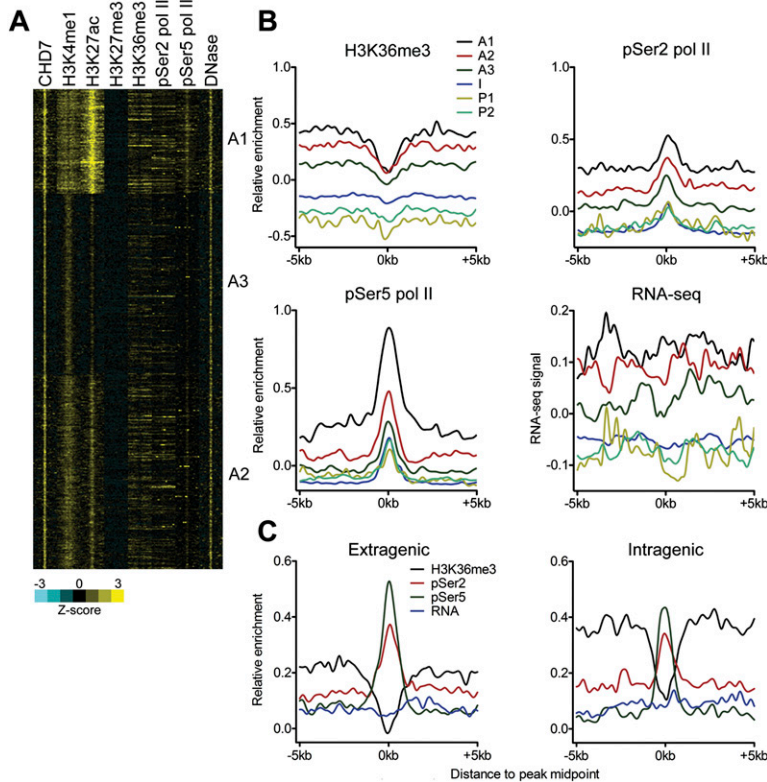 A
CHD7
H3K4me1
H3K27ac
H3K27me3
H3K36me3
pSer2 pol II
pSer5 pol II
DNase
A1
A3
A2
-3 0 3
Z-score
B
H3K36me3
A1
A2
A3
I
P1
P2
Relative enrichment
1.0
0.5
0.0
-0.5
-5kb 0kb +5kb
pSer2 pol II
1.0
0.5
0.0
-5kb 0kb +5kb
pSer5 pol II
Relative enrichment
1.0
0.5
0.0
-5kb 0kb +5kb
RNA-seq
RNA-seq signal
0.2
0.1
0.0
-0.1
-5kb 0kb +5kb
C
Extragenic
H3K36me3
pSer2
pSer5
RNA
Relative enrichment
0.6
0.4
0.2
0.0
-5kb 0kb +5kb
Intragenic
0.6
0.4
0.2
0.0
-5kb 0kb +5kb
Distance to peak midpoint